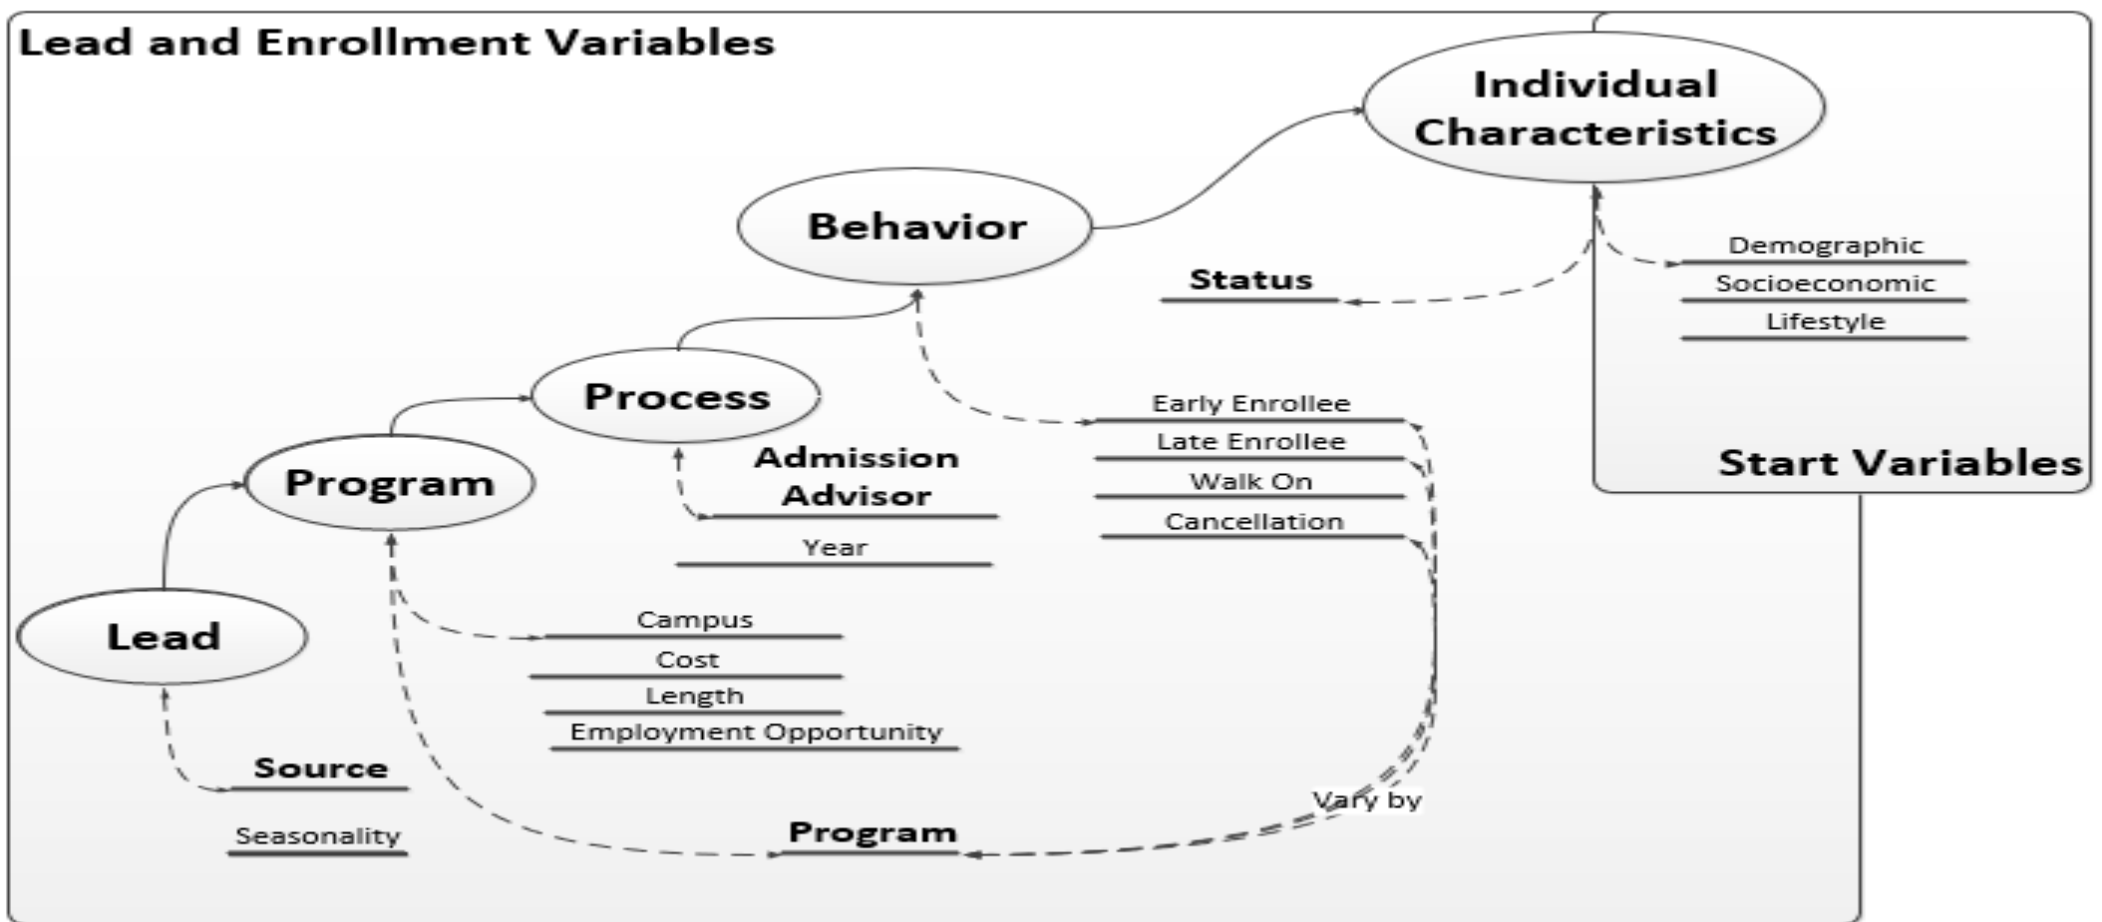 Lead and Enrollment Variables
Individual
Characteristics
Behavior
Demographic
Status
Socioeconomic
Lifestyle
Process
Early Enrollee
Late Enrollee
Walk On
Cancellation
Start Variables
Admission
Advisor
Year
Program
Campus
Cost
Length
Employment Opportunity
Lead
Source
Seasonality
Program
Vary by